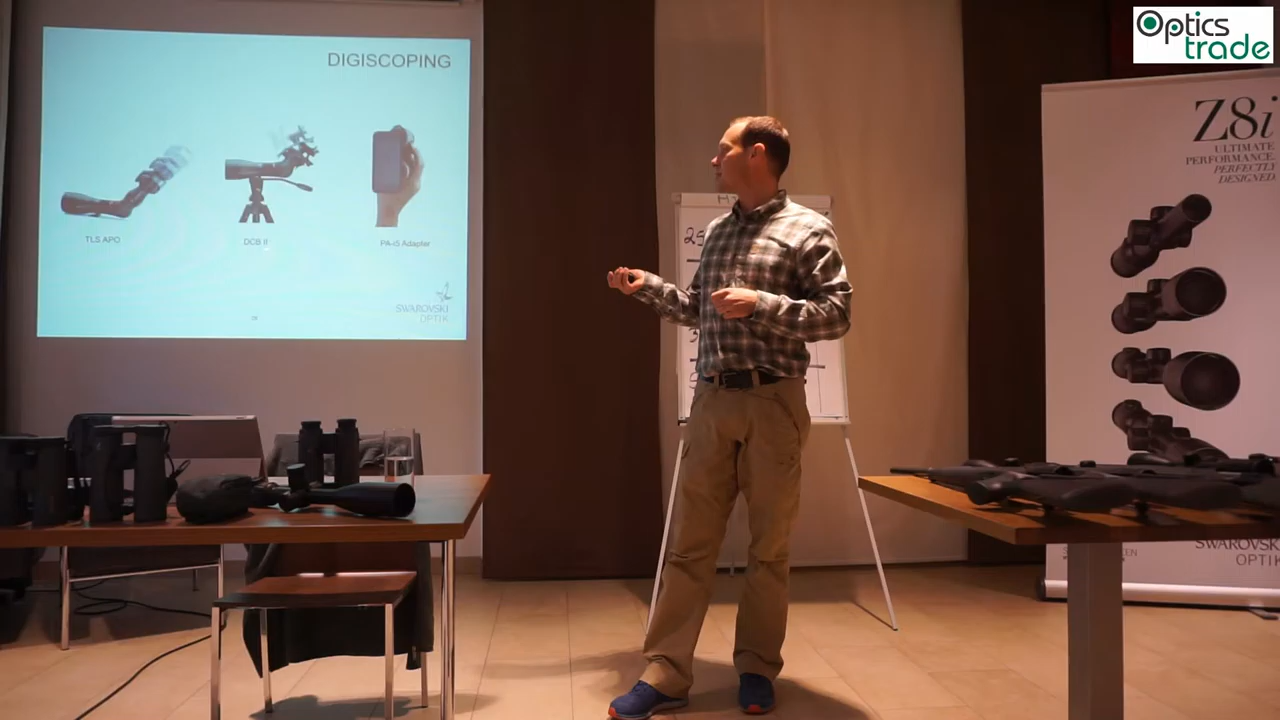 Optics
trade
DIGISCOPING
TLS APO
DCB II
PA-i5 Adapter
SWAROVSKI
OPTIK
Z8i
ULTIMATE
PERFORMANCE.
PERFECTLY
DESIGNED.
SWAROVSKI
OPTIK